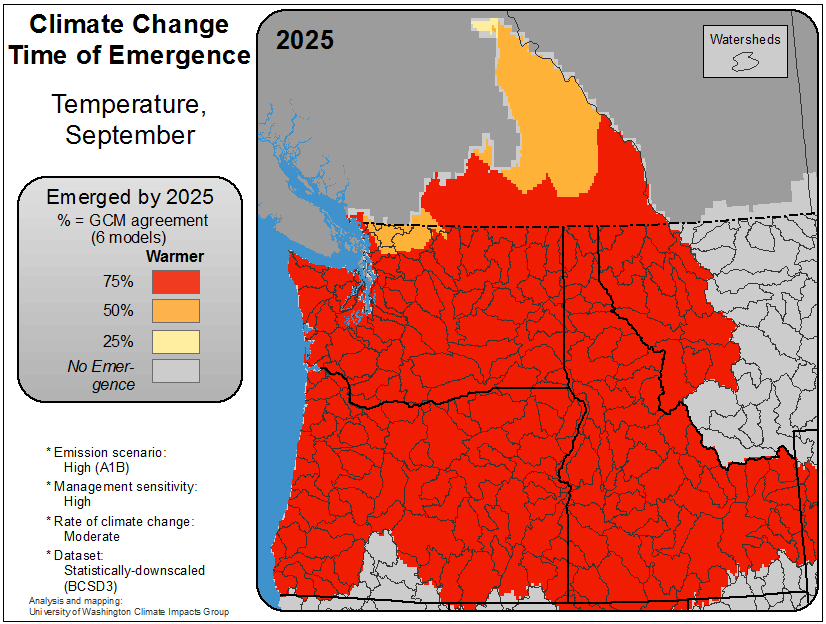 Climate Change
Time of Emergence
Temperature,
September
Emerged by 2025
% = GCM agreement
(6 models)
Warmer
75%
50%
25%
No Emer-
gence
* Emission scenario:
High (A1B)
* Management sensitivity:
High
* Rate of climate change:
Moderate
* Dataset:
Statistically-downscaled
(BCSD3)
Analysis and mapping:
University of Washington Climate Impacts Group
2025
Watersheds